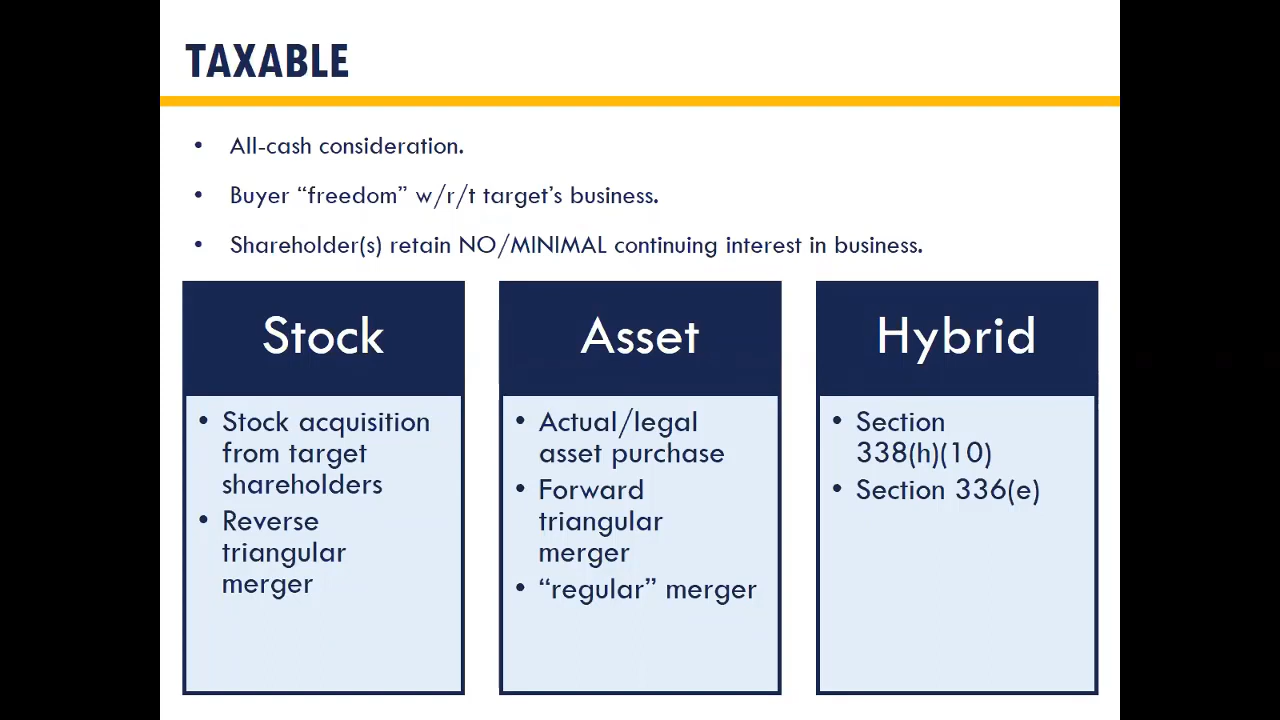 TAXABLE
• All-cash consideration.
• Buyer “freedom” w/r/t target’s business.
• Shareholder(s) retain NO/MINIMAL continuing interest in business.
Stock
• Stock acquisition
from target
shareholders
• Reverse
triangular
merger
Asset
• Actual/legal
asset purchase
• Forward
triangular
merger
• “regular” merger
Hybrid
• Section
338(h)(10)
• Section 336(e)